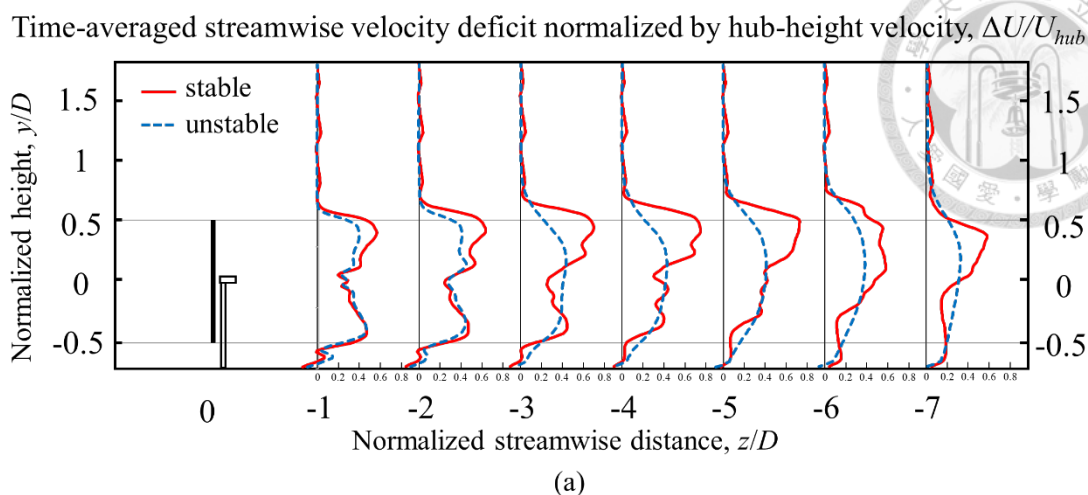 Time-averaged streamwise velocity deficit normalized by hub-height velocity, ΔU/U_hub
stable
unstable
Normalized height, y/D
1.5
1
0.5
0
-0.5
1.5
1
0.5
0
-0.5
0 0.2 0.4 0.6 0.8 0 0.2 0.4 0.6 0.8 0 0.2 0.4 0.6 0.8 0 0.2 0.4 0.6 0.8 0 0.2 0.4 0.6 0.8 0 0.2 0.4 0.6 0.8 0 0.2 0.4 0.6 0.8
0 -1 -2 -3 -4 -5 -6 -7
Normalized streamwise distance, z/D
(a)
愛 國 愛 學